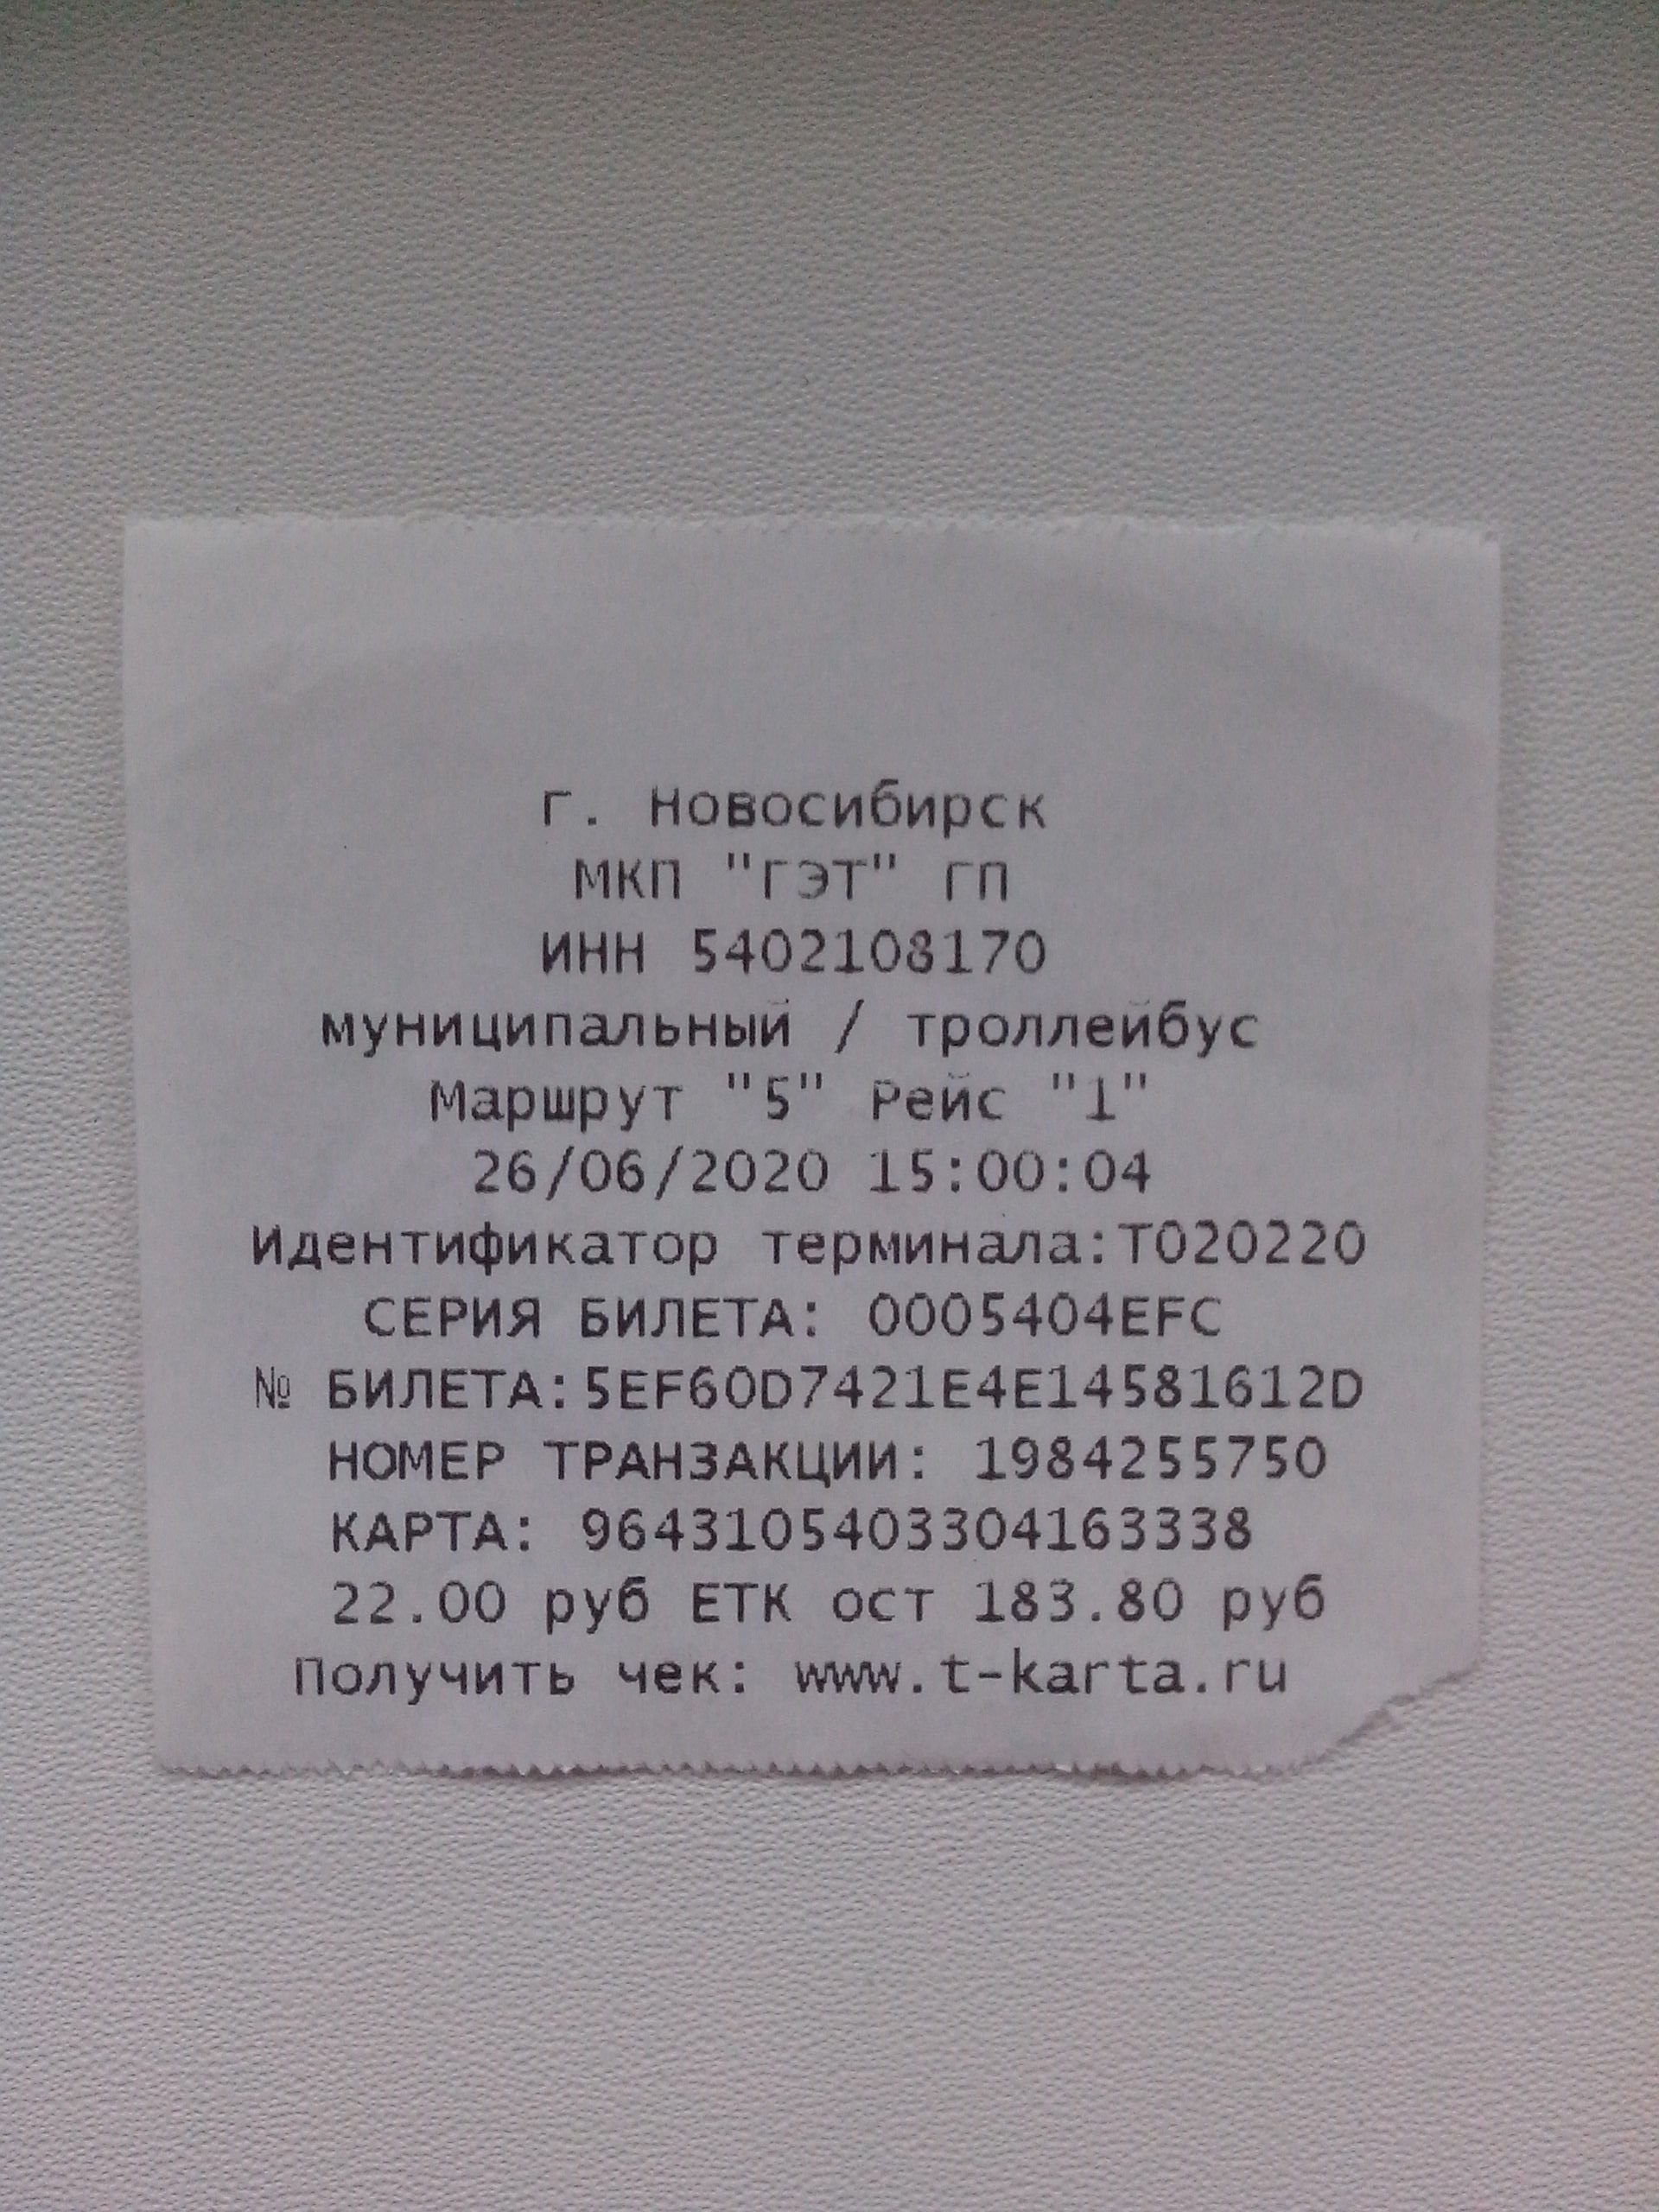 г. Новосибирск
МКП "ГЭТ" ГП
ИНН 5402108170
муниципальный / троллейбус
Маршрут "5" Рейс "1"
26/06/2020 15:00:04
Идентификатор терминала:Т020220
СЕРИЯ БИЛЕТА: 0005404EFC
№ БИЛЕТА:5EF60D7421E4E14581612D
НОМЕР ТРАНЗАКЦИИ: 1984255750
КАРТА: 9643105403304163338
22.00 руб ЕТК ост 183.80 руб
Получить чек: www.t-karta.ru